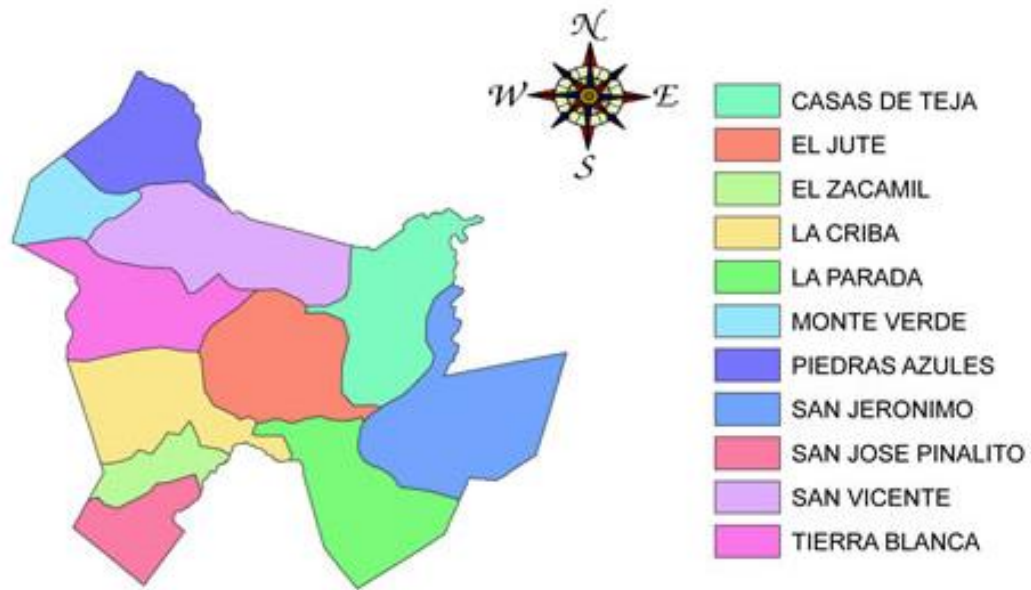 N
W E
S
CASAS DE TEJA
EL JUTE
EL ZACAMIL
LA CRIBA
LA PARADA
MONTE VERDE
PIEDRAS AZULES
SAN JERONIMO
SAN JOSE PINALITO
SAN VICENTE
TIERRA BLANCA